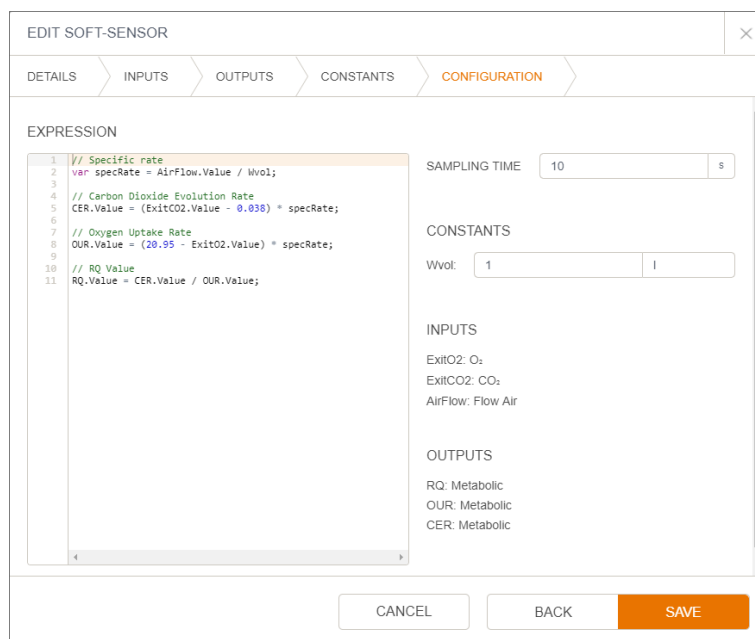 EDIT SOFT-SENSOR
DETAILS INPUTS OUTPUTS CONSTANTS CONFIGURATION
EXPRESSION
1 // Specific rate
2 var specRate = AirFlow.Value / Wvol;
3
4 // Carbon Dioxide Evolution Rate
5 CER.Value = (ExitCO2.Value - 0.038) * specRate;
6
7 // Oxygen Uptake Rate
8 OUR.Value = (20.95 - ExitO2.Value) * specRate;
9
10 // RQ Value
11 RQ.Value = CER.Value / OUR.Value;
SAMPLING TIME 10 s
CONSTANTS
Wvol: 1 l
INPUTS
ExitO2: O₂
ExitCO2: CO₂
AirFlow: Flow Air
OUTPUTS
RQ: Metabolic
OUR: Metabolic
CER: Metabolic
CANCEL BACK SAVE